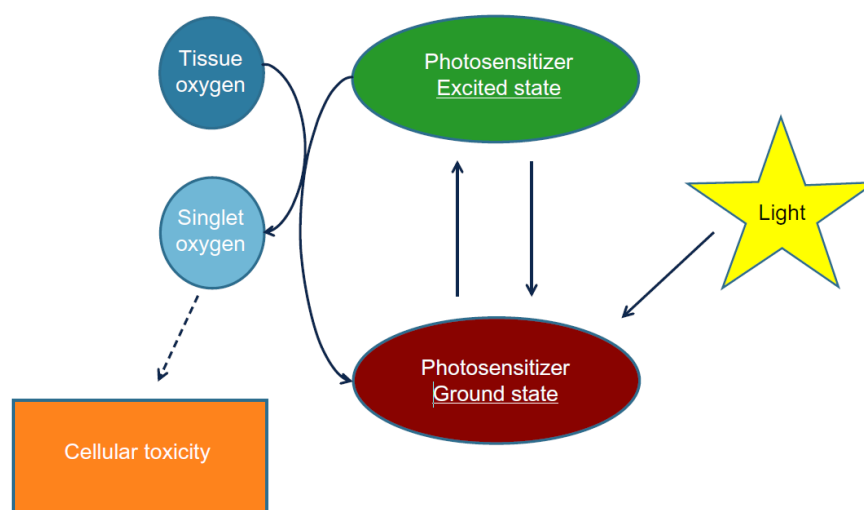 Tissue
oxygen
Photosensitizer
Excited state
Singlet
oxygen
Light
Photosensitizer
Ground state
Cellular toxicity